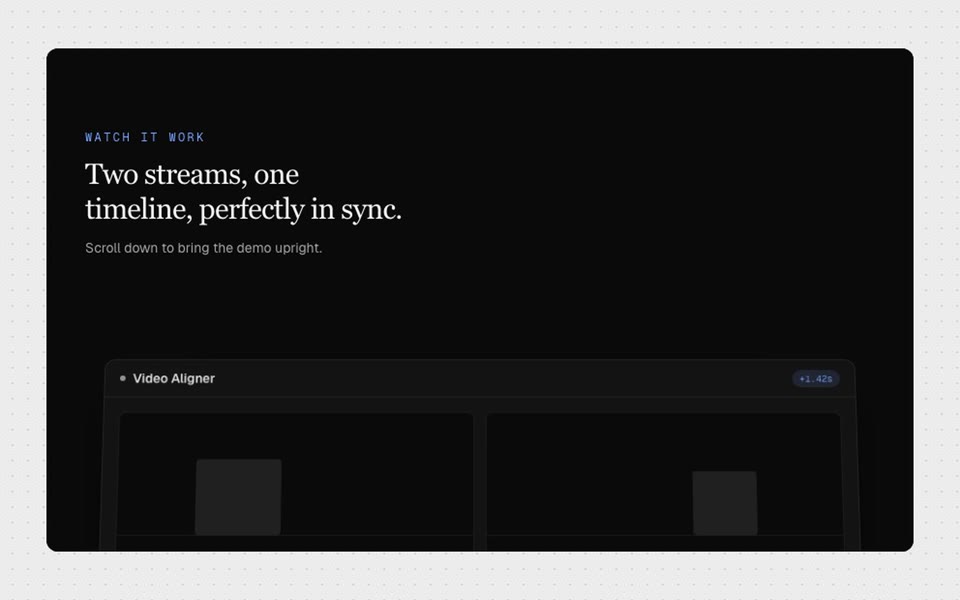 WATCH IT WORK
Two streams, one
timeline, perfectly in sync.
Scroll down to bring the demo upright.
Video Aligner
+1.42s